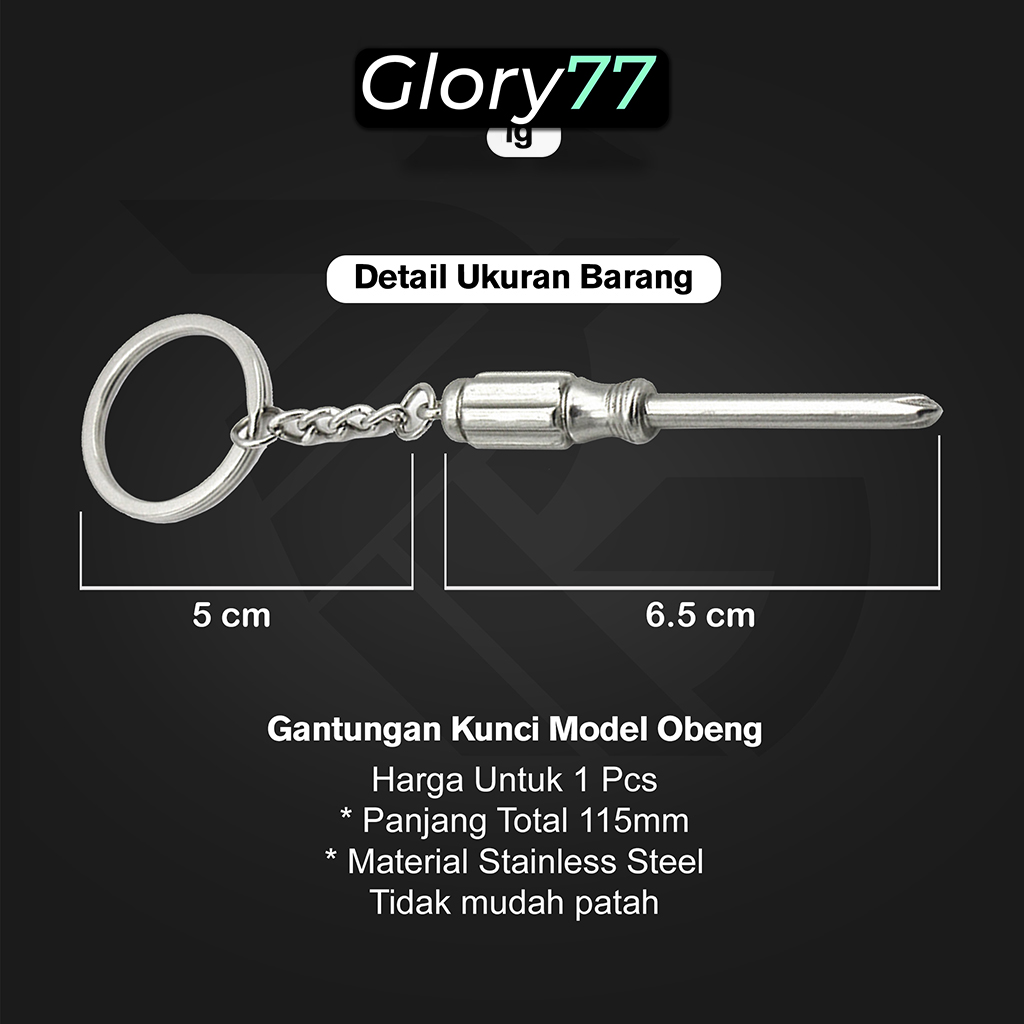 Glory77
Detail Ukuran Barang
5 cm
6.5 cm
Gantungan Kunci Model Obeng
Harga Untuk 1 Pcs
* Panjang Total 115mm
* Material Stainless Steel
Tidak mudah patah